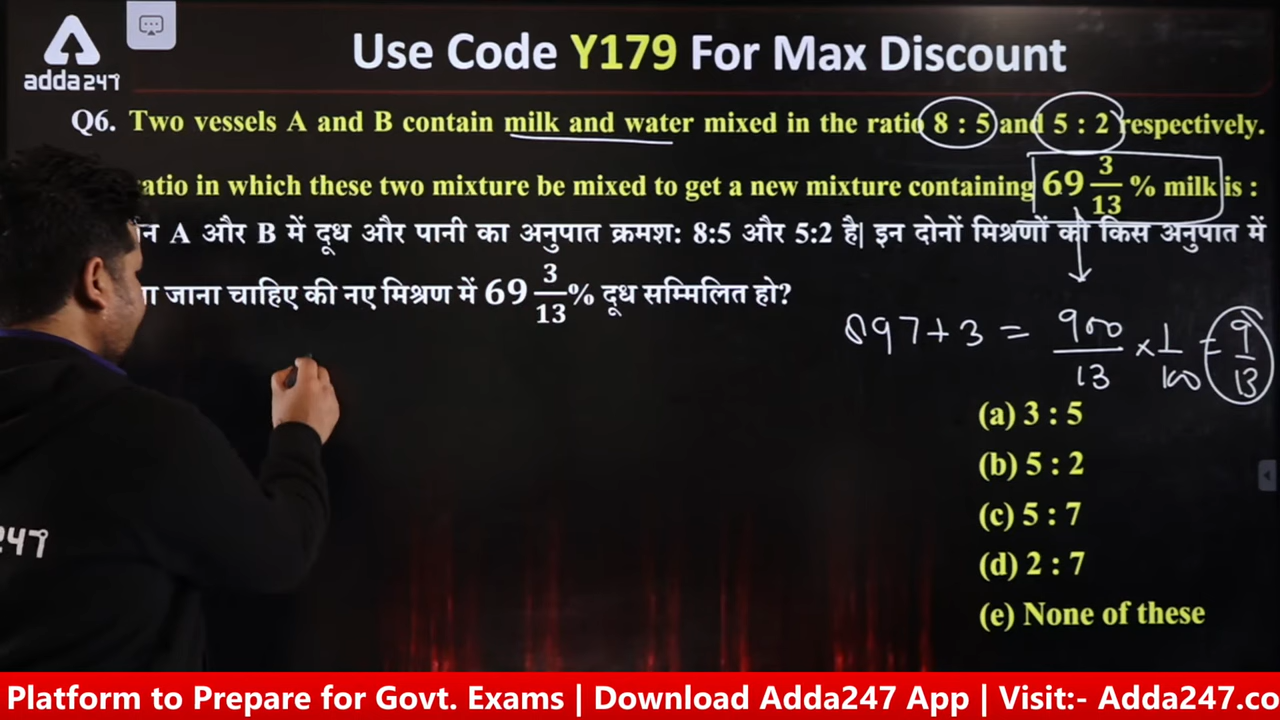 adda247
Use Code Y179 For Max Discount
Q6. Two vessels A and B contain milk and water mixed in the ratio 8 : 5 and 5 : 2 respectively.
atio in which these two mixture be mixed to get a new mixture containing 69 3/13 % milk is :
न A और B में दूध और पानी का अनुपात क्रमश: 8:5 और 5:2 है| इन दोनों मिश्रणों को किस अनुपात में
ा जाना चाहिए की नए मिश्रण में 69 3/13 % दूध सम्मिलित हो?
897+3 = 900/13 × 1/100 = 9/13
(a) 3 : 5
(b) 5 : 2
(c) 5 : 7
(d) 2 : 7
(e) None of these
247
Platform to Prepare for Govt. Exams | Download Adda247 App | Visit:- Adda247.co